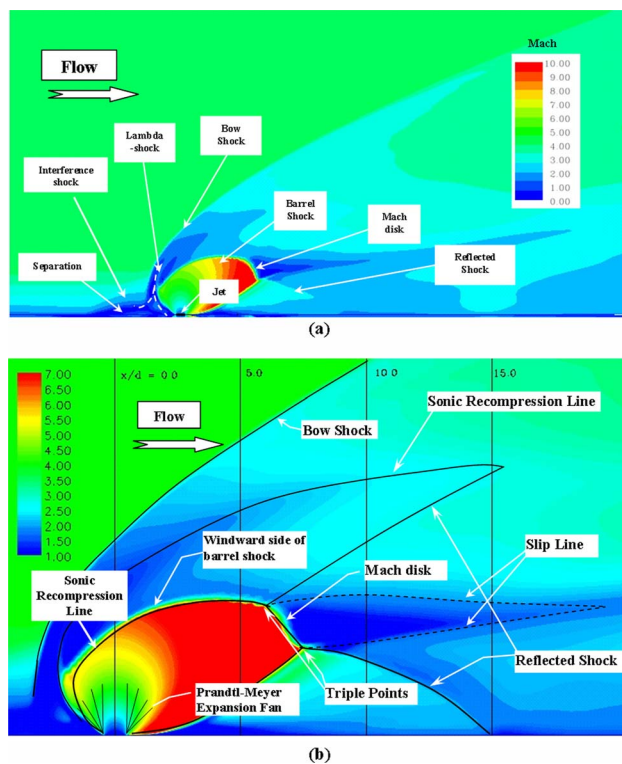 Mach
10.00
9.00
8.00
7.00
6.00
5.00
4.00
3.00
2.00
1.00
0.00
Flow
Lambda
-shock
Bow
Shock
Interference
shock
Barrel
Shock
Mach
disk
Separation
Reflected
Shock
Jet
(a)
7.00
6.50
6.00
5.50
5.00
4.50
4.00
3.50
3.00
2.50
2.00
1.50
1.00
x/d = 0.0
5.0
10.0
15.0
Flow
Sonic Recompression Line
Bow Shock
Windward side of
barrel shock
Slip Line
Mach disk
Sonic
Recompression
Line
Reflected Shock
Prandtl-Meyer
Expansion Fan
Triple Points
(b)